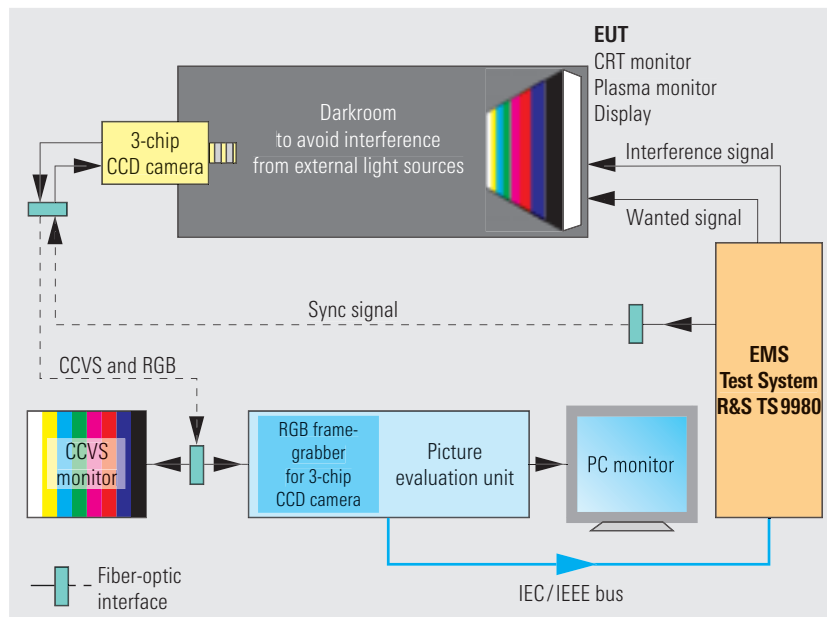 EUT
CRT monitor
Plasma monitor
Display
Darkroom
to avoid interference
from external light sources
3-chip
CCD camera
Interference signal
Wanted signal
Sync signal
EMS
Test System
R&S TS 9980
CCVS and RGB
CCVS
monitor
RGB frame-
grabber
for 3-chip
CCD camera
Picture
evaluation unit
PC monitor
Fiber-optic
interface
IEC/IEEE bus